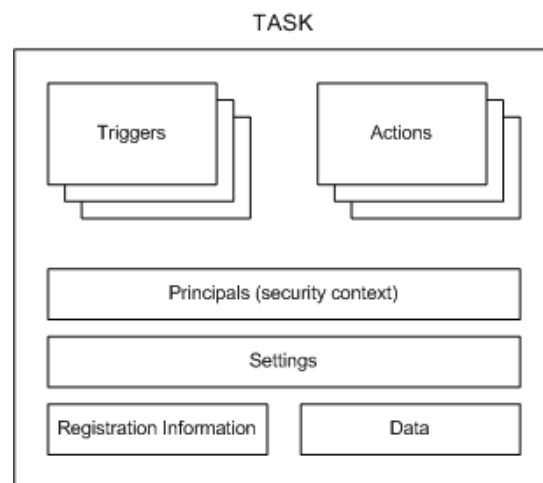 TASK
Triggers
Actions
Principals (security context)
Settings
Registration Information
Data